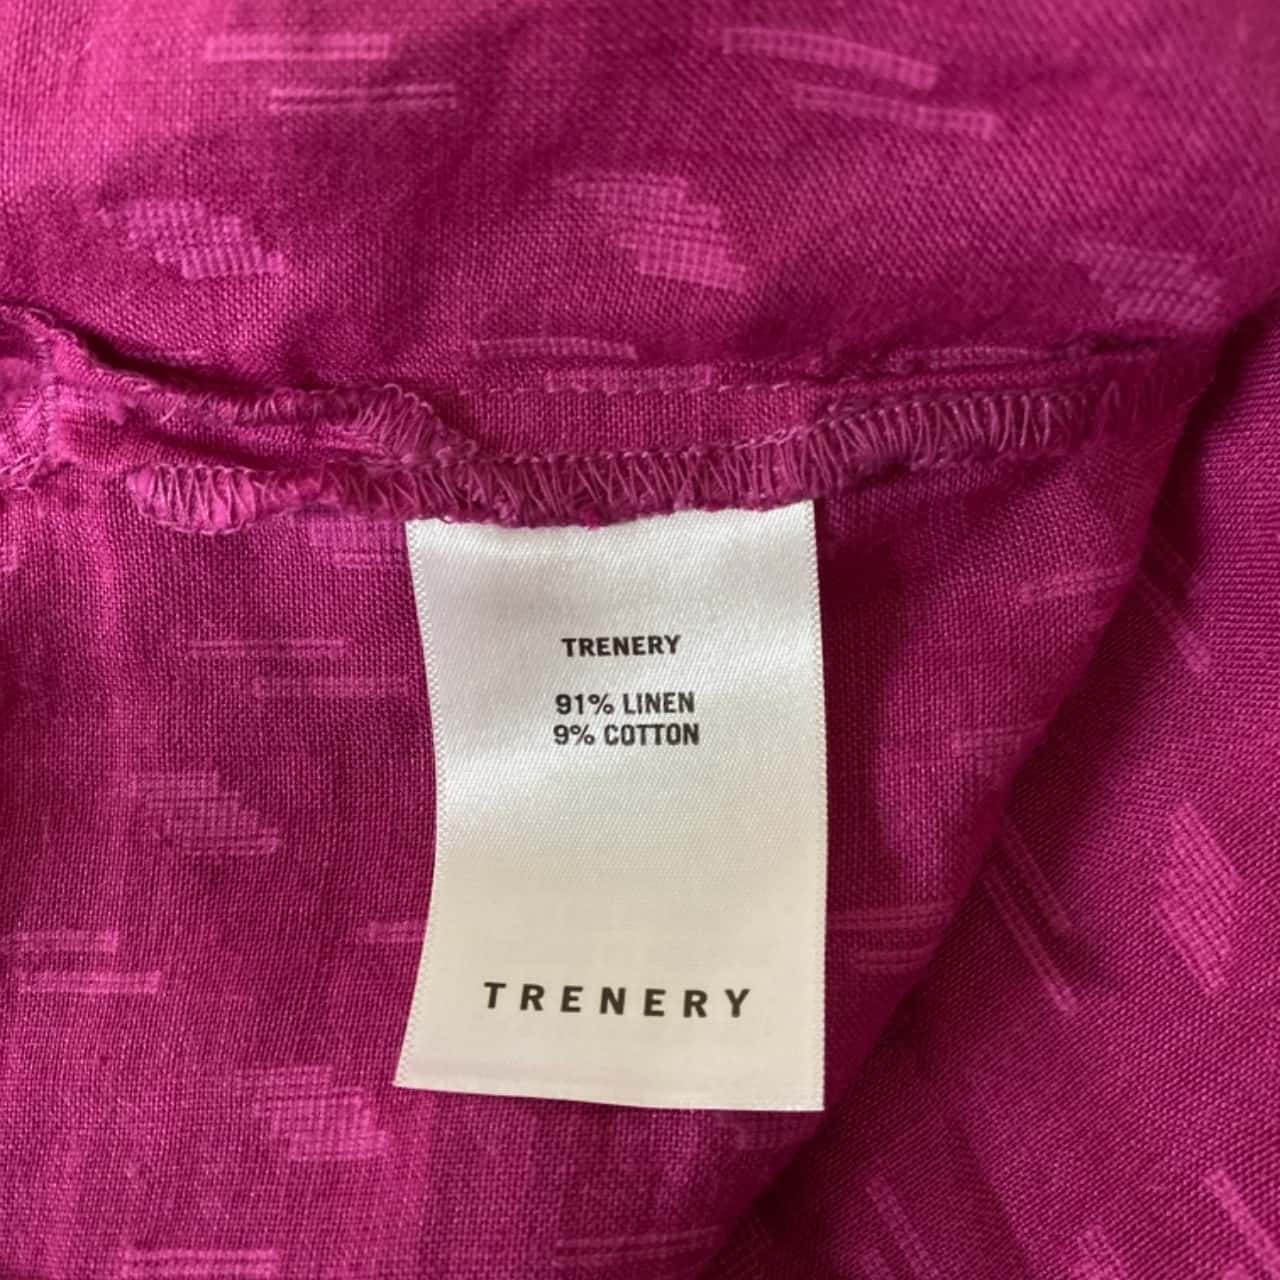 TRENERY
91% LINEN
9% COTTON
TRENERY